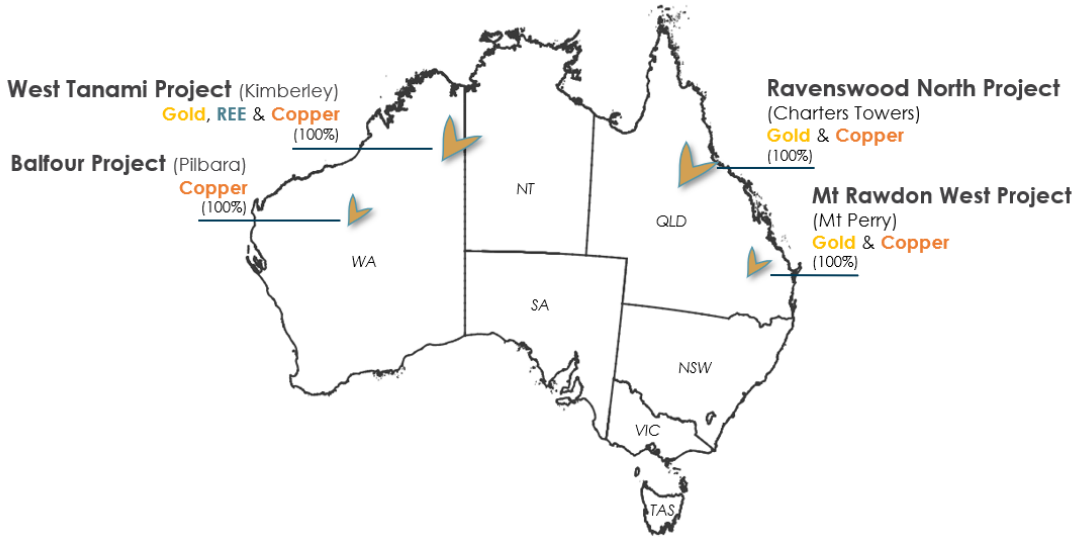 West Tanami Project (Kimberley)
Gold, REE & Copper
(100%)
Balfour Project (Pilbara)
Copper
(100%)
Ravenswood North Project
(Charters Towers)
Gold & Copper
(100%)
Mt Rawdon West Project
(Mt Perry)
Gold & Copper
(100%)
NT
QLD
WA
SA
NSW
VIC
TAS